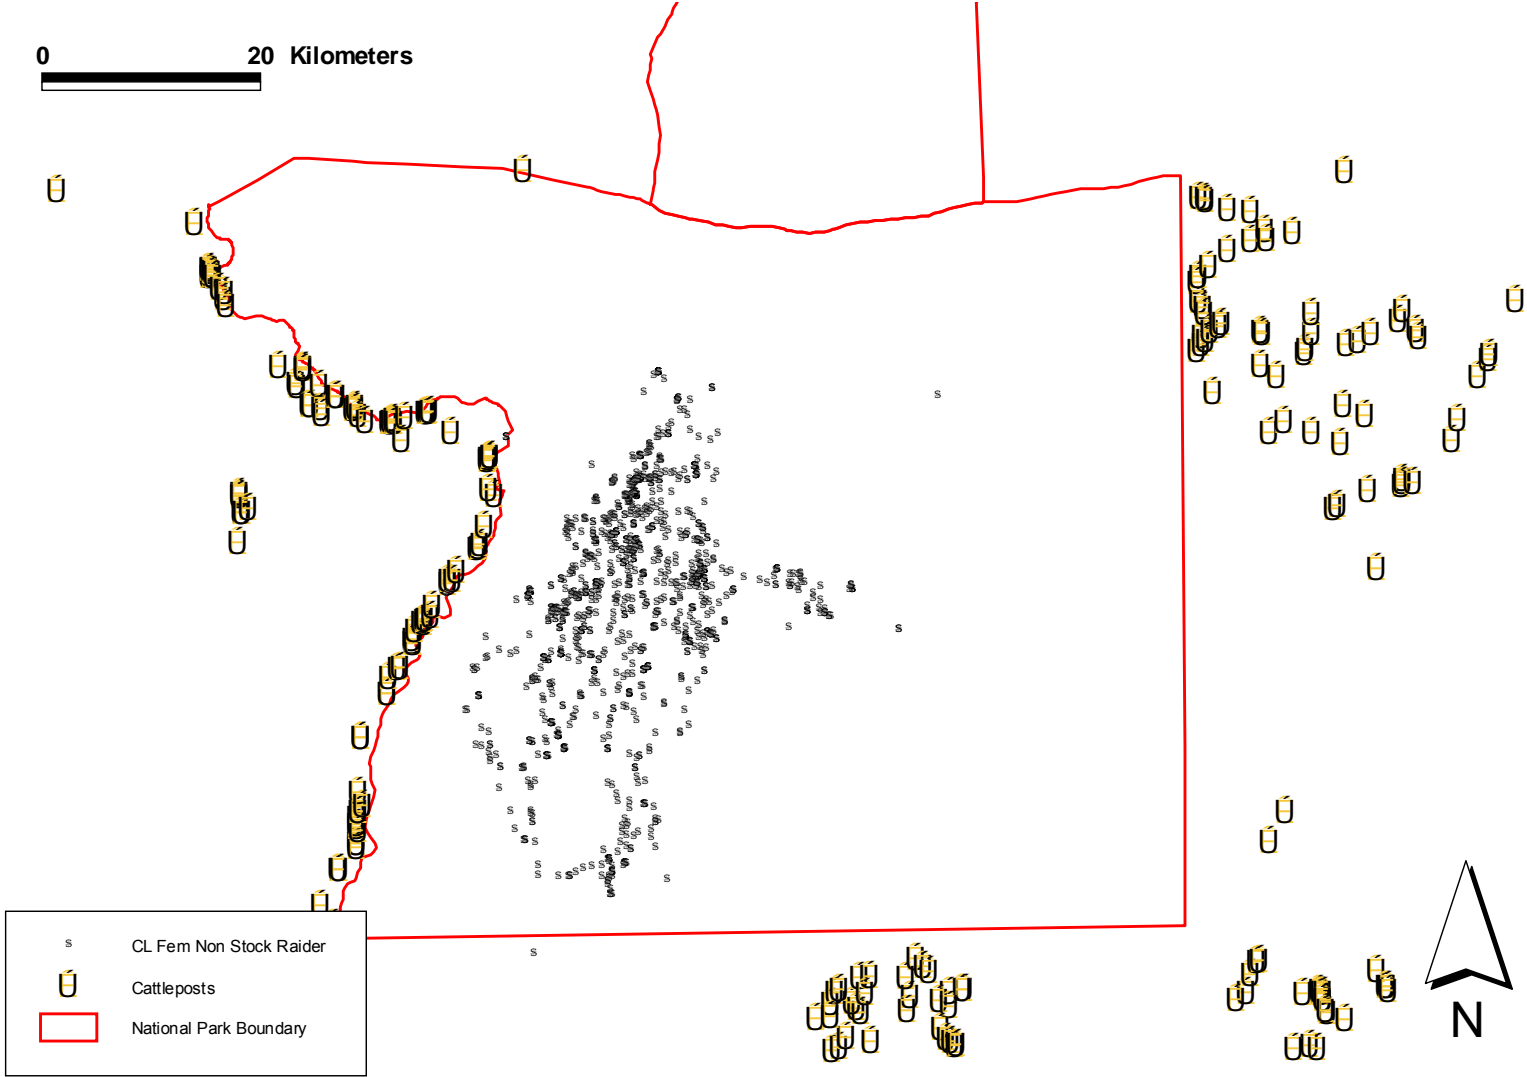 0 20 Kilometers
S CL Fem Non Stock Raider
Cattleposts
National Park Boundary
N